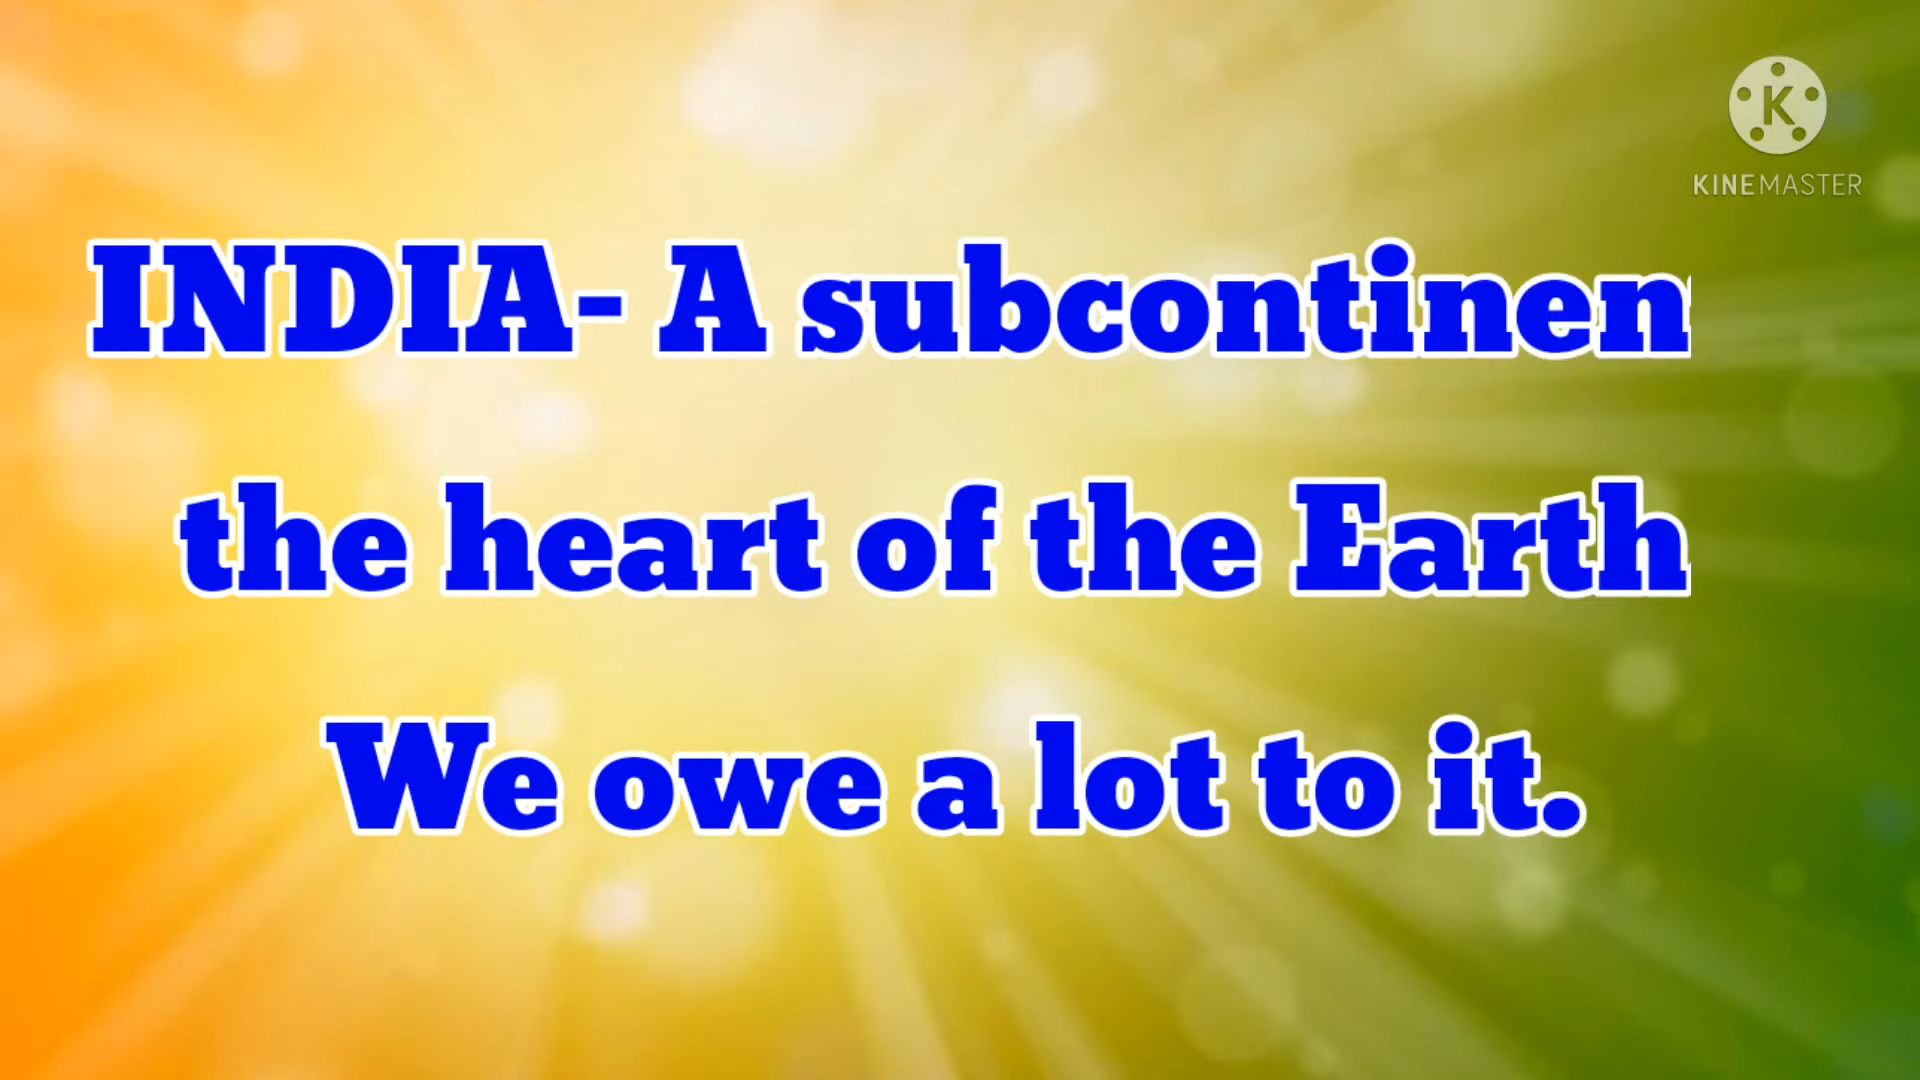 KINEMASTER
INDIA- A subcontinen
the heart of the Earth
We owe a lot to it.